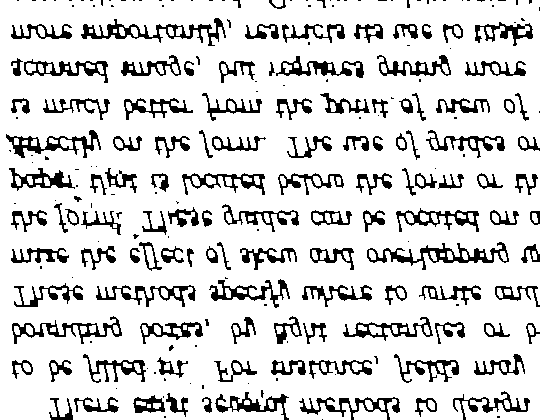 There exist several methods to design
to be filled in. For instance, fields may
bounding boxes, by light rectangles or
These methods specify where to write and
mize the effect of skew and overlapping
the form. These guides can be located on a
paper that is located below the form or
directly on the form. The use of guides on
is much better from the point of view of
scanned image, but requires giving more
more importantly, restricts its use to tasks